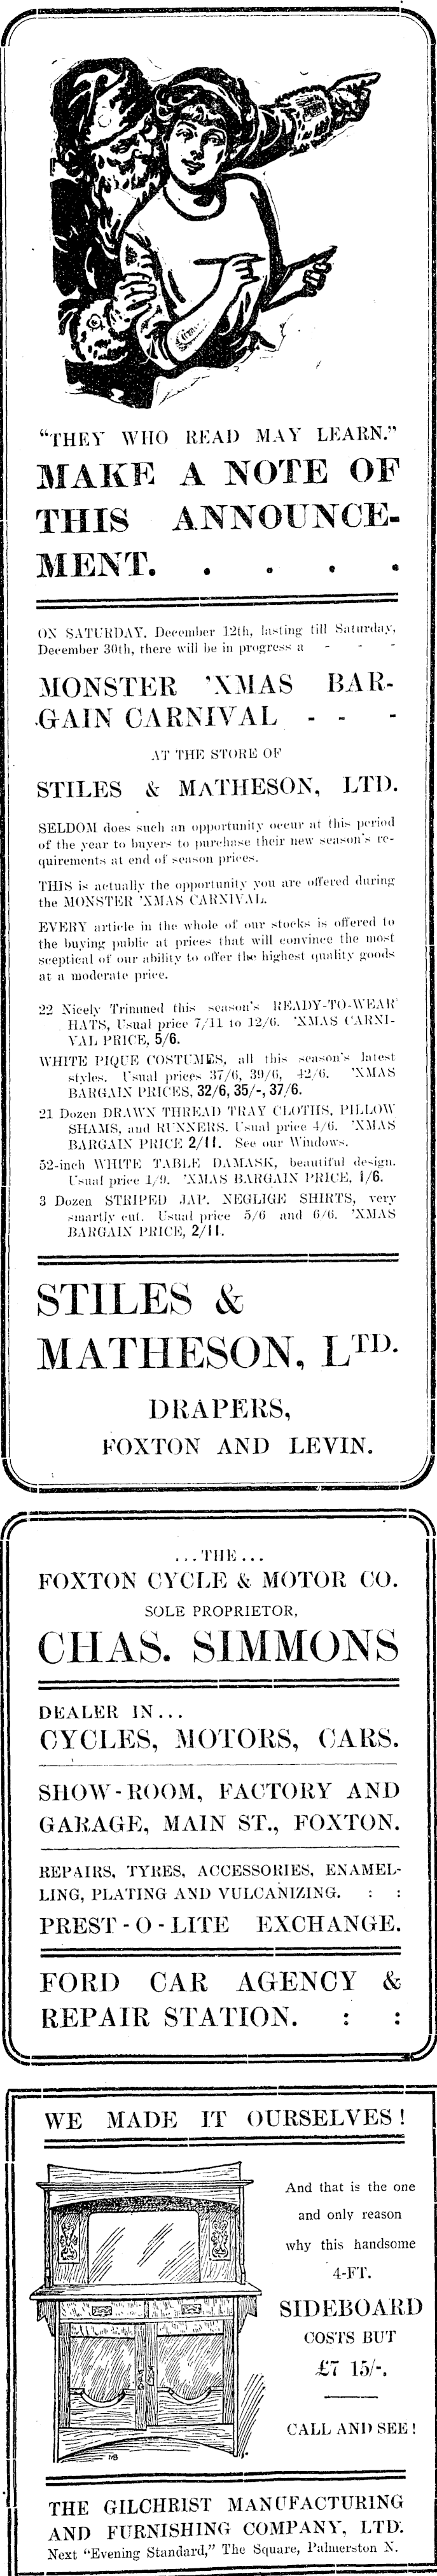 "THEY WHO READ MAY LEARN."
MAKE A NOTE OF
THIS ANNOUNCE-
MENT. . . . .
ON SATURDAY, December 12th, lasting till Saturday,
December 30th, there will be in progress a - - -
MONSTER 'XMAS BAR-
GAIN CARNIVAL - - -
AT THE STORE OF
STILES & MATHESON, LTD.
SELDOM does such an opportunity occur at this period
of the year to buyers to purchase their new season's re-
quirements at end of season prices.
THIS is actually the opportunity you are offered during
the MONSTER 'XMAS CARNIVAL.
EVERY article in the whole of our stocks is offered to
the buying public at prices that will convince the most
sceptical of our ability to offer the highest quality goods
at a moderate price.
22 Nicely Trimmed this season's READY-TO-WEAR
HATS, Usual price 7/11 to 12/6. 'XMAS CARNI-
VAL PRICE, 5/6.
WHITE PIQUE COSTUMES, all this season's latest
styles. Usual prices 37/6, 39/6, 42/6. 'XMAS
BARGAIN PRICES, 32/6, 35/-, 37/6.
21 Dozen DRAWN THREAD TRAY CLOTHS, PILLOW
SHAMS, and RUNNERS. Usual price 4/6. 'XMAS
BARGAIN PRICE 2/11. See our Windows.
52-inch WHITE TABLE DAMASK, beautiful design.
Usual price 1/9. 'XMAS BARGAIN PRICE, 1/6.
3 Dozen STRIPED JAP. NEGLIGE SHIRTS, very
smartly cut. Usual price 5/6 and 6/6. 'XMAS
BARGAIN PRICE, 2/11.
STILES &
MATHESON, LTD.
DRAPERS,
FOXTON AND LEVIN.
...THE...
FOXTON CYCLE & MOTOR CO.
SOLE PROPRIETOR,
CHAS. SIMMONS
DEALER IN...
CYCLES, MOTORS, CARS.
SHOW-ROOM, FACTORY AND
GARAGE, MAIN ST., FOXTON.
REPAIRS, TYRES, ACCESSORIES, ENAMEL-
LING, PLATING AND VULCANIZING. : :
PREST-O-LITE EXCHANGE.
FORD CAR AGENCY &
REPAIR STATION. : :
WE MADE IT OURSELVES!
And that is the one
and only reason
why this handsome
4-FT.
SIDEBOARD
COSTS BUT
£7 15/-.
CALL AND SEE!
THE GILCHRIST MANUFACTURING
AND FURNISHING COMPANY, LTD.
Next "Evening Standard," The Square, Palmerston N.